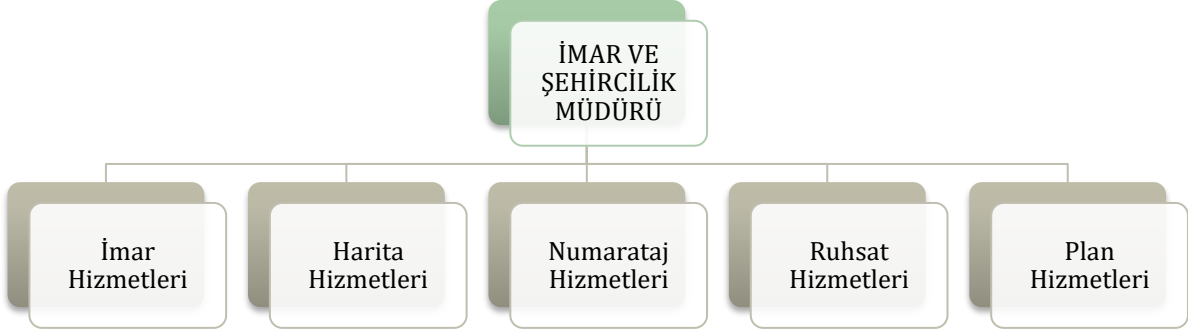 İMAR VE
ŞEHİRCİLİK
MÜDÜRÜ
İmar
Hizmetleri
Harita
Hizmetleri
Numarataj
Hizmetleri
Ruhsat
Hizmetleri
Plan
Hizmetleri